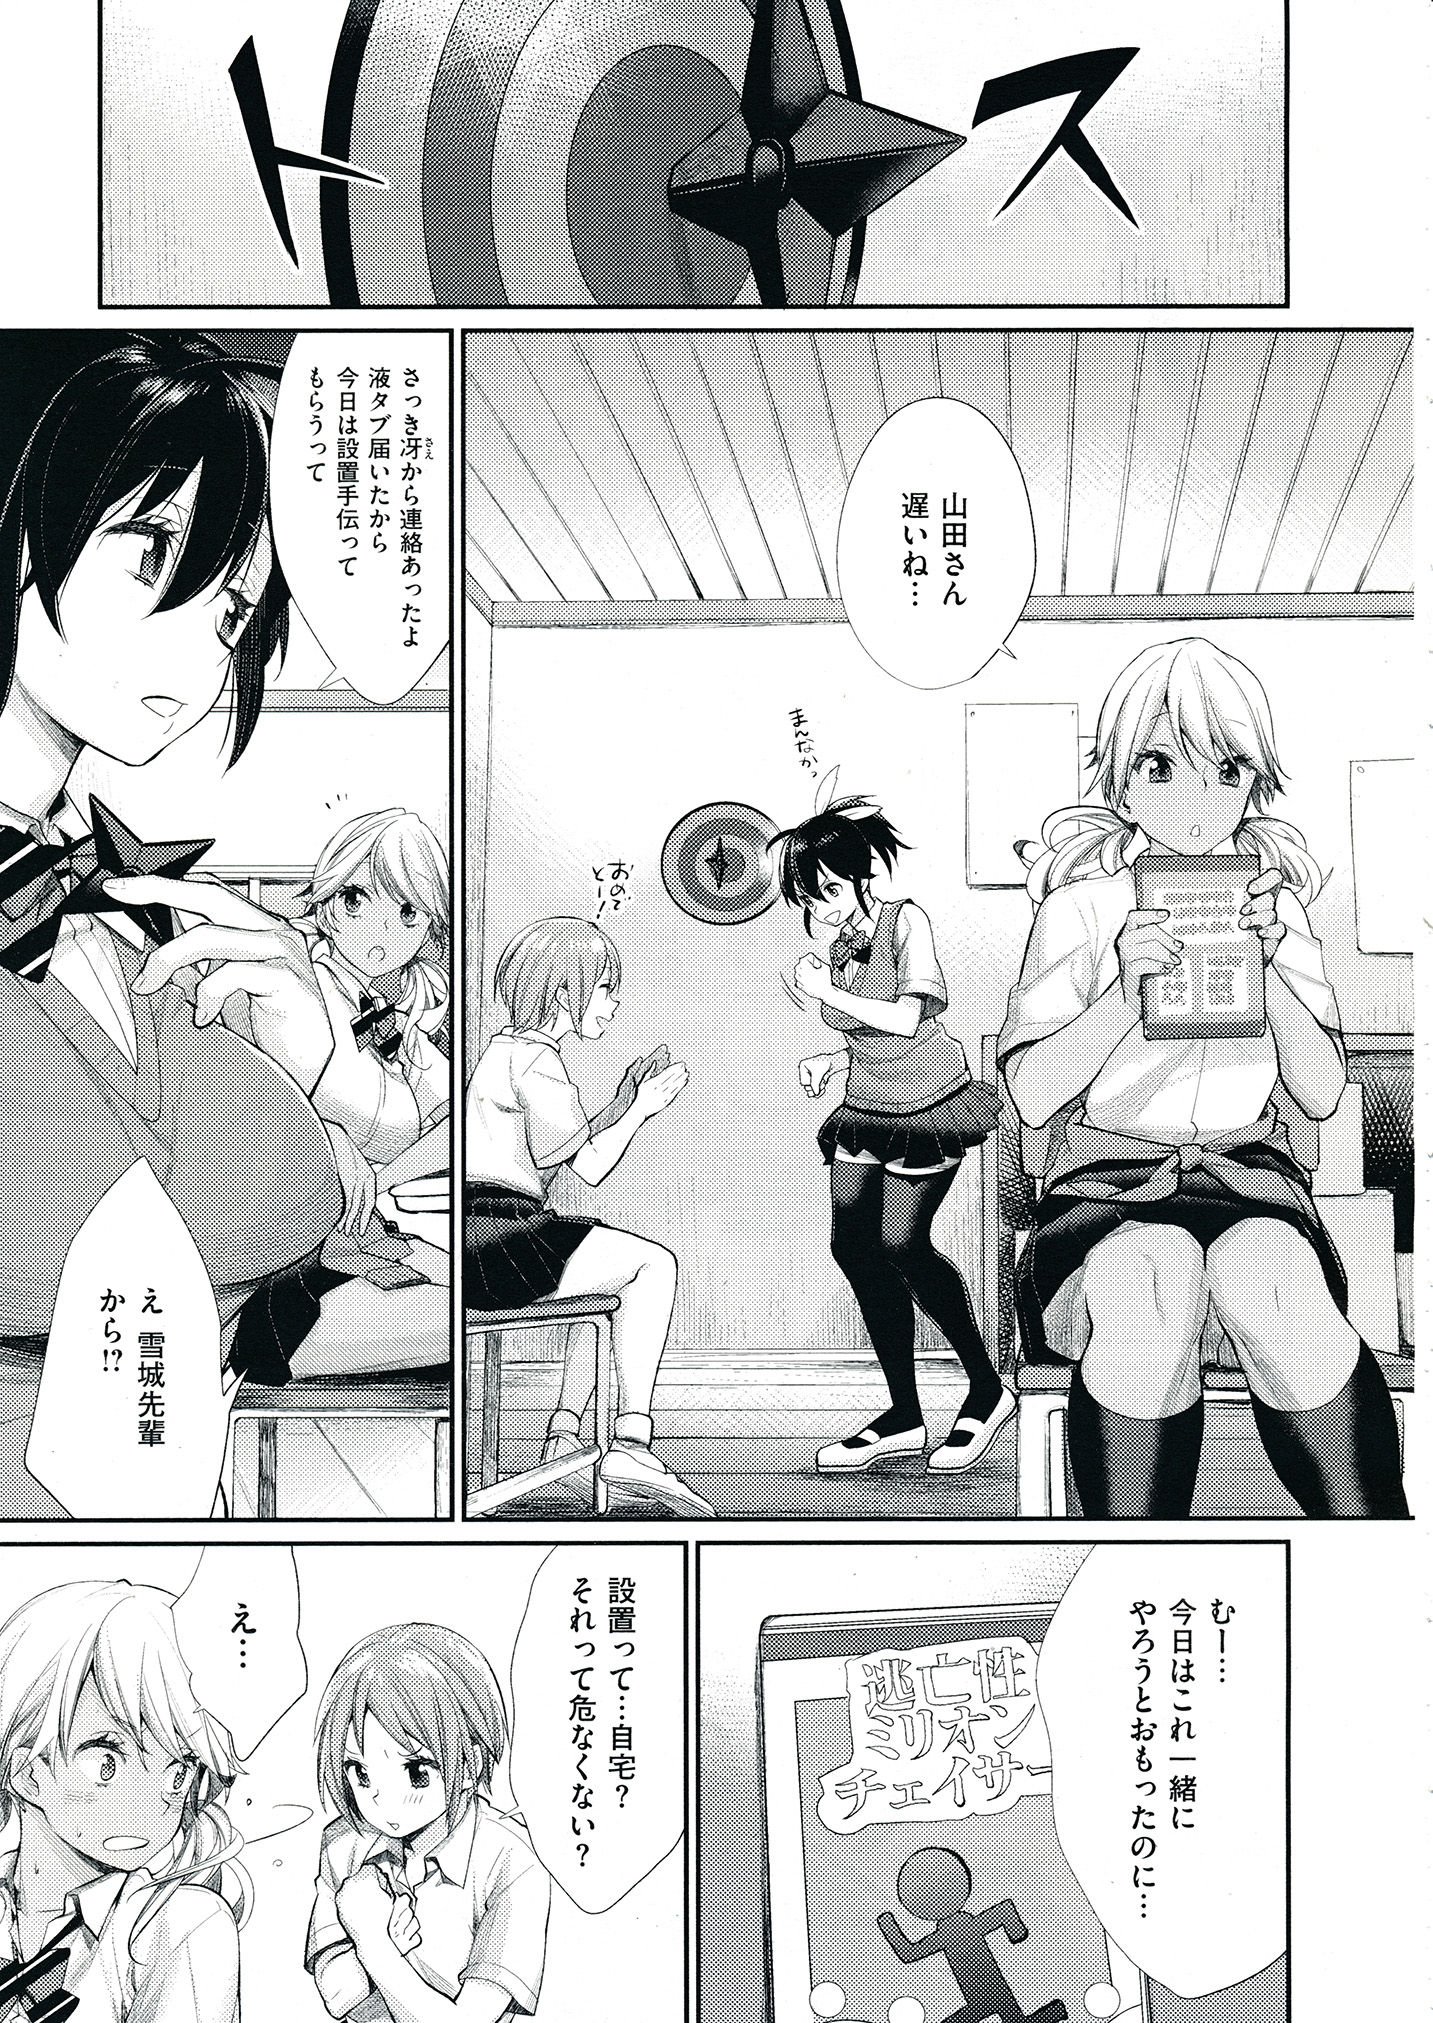 ドス
山田さん
遅いね…
まんなかっ
おめで
とー!
さっき冴から連絡あったよ
さえ
液タブ届いたから
今日は設置手伝って
もらうって
え 雪城先輩
から!?
むー…
今日はこれ一緒に
やろうとおもったのに…
逃亡性
ミリオン
チェイサー
設置って…自宅?
それって危なくない?
え…